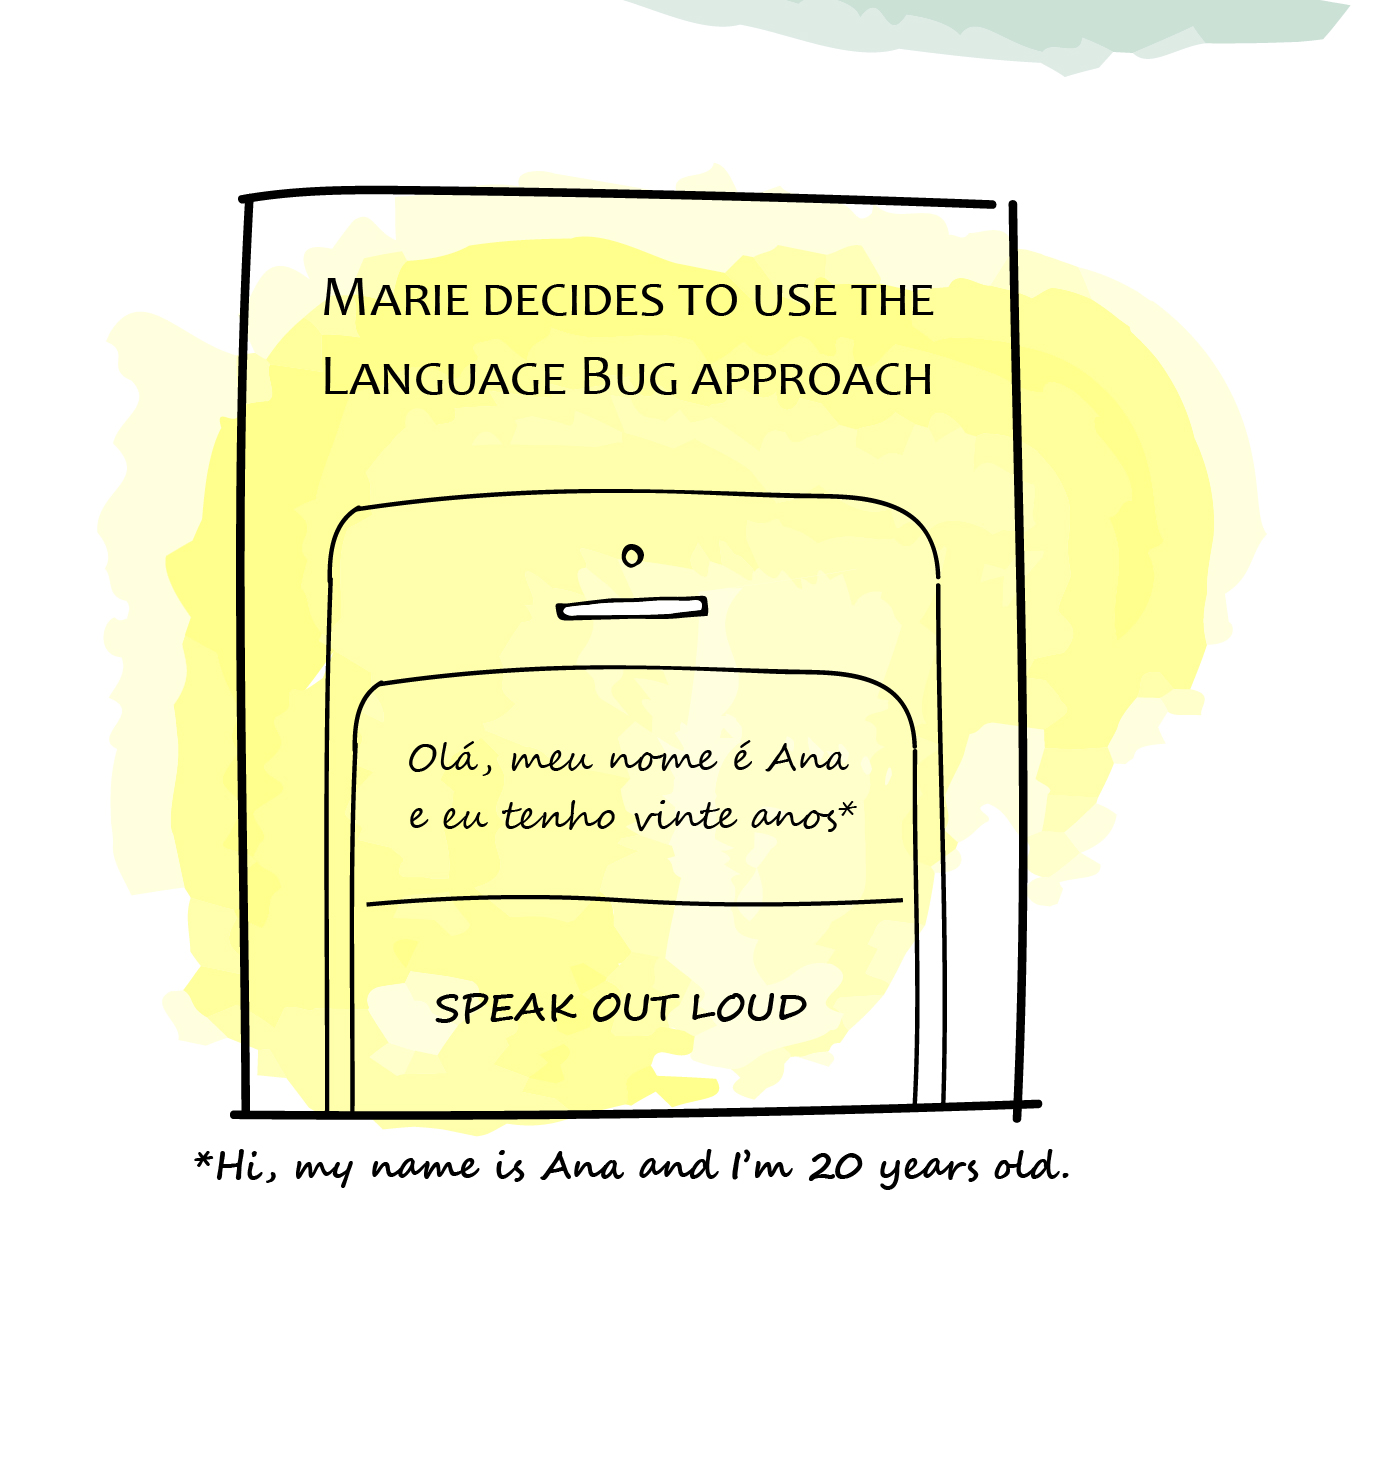 Marie decides to use the
Language Bug approach
Olá, meu nome é Ana
e eu tenho vinte anos*
SPEAK OUT LOUD
*Hi, my name is Ana and I'm 20 years old.